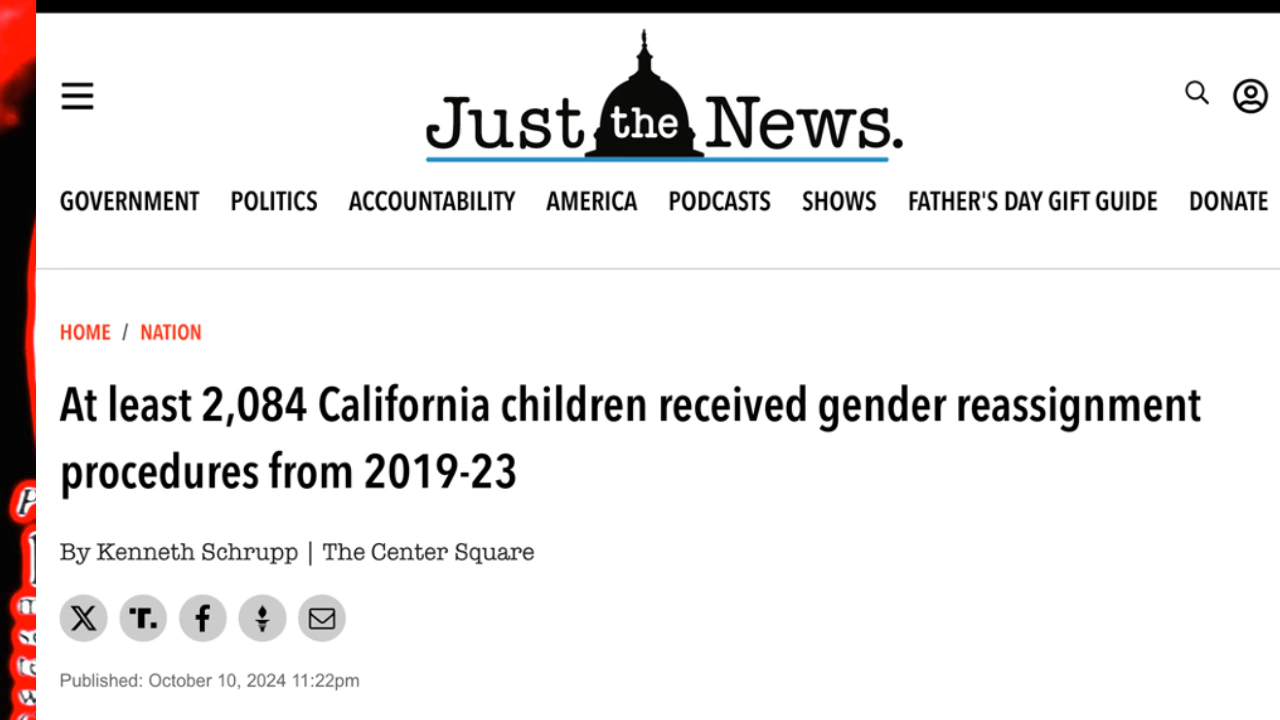 Just the News.
GOVERNMENT POLITICS ACCOUNTABILITY AMERICA PODCASTS SHOWS FATHER'S DAY GIFT GUIDE DONATE
HOME / NATION
At least 2,084 California children received gender reassignment
procedures from 2019-23
By Kenneth Schrupp | The Center Square
Published: October 10, 2024 11:22pm